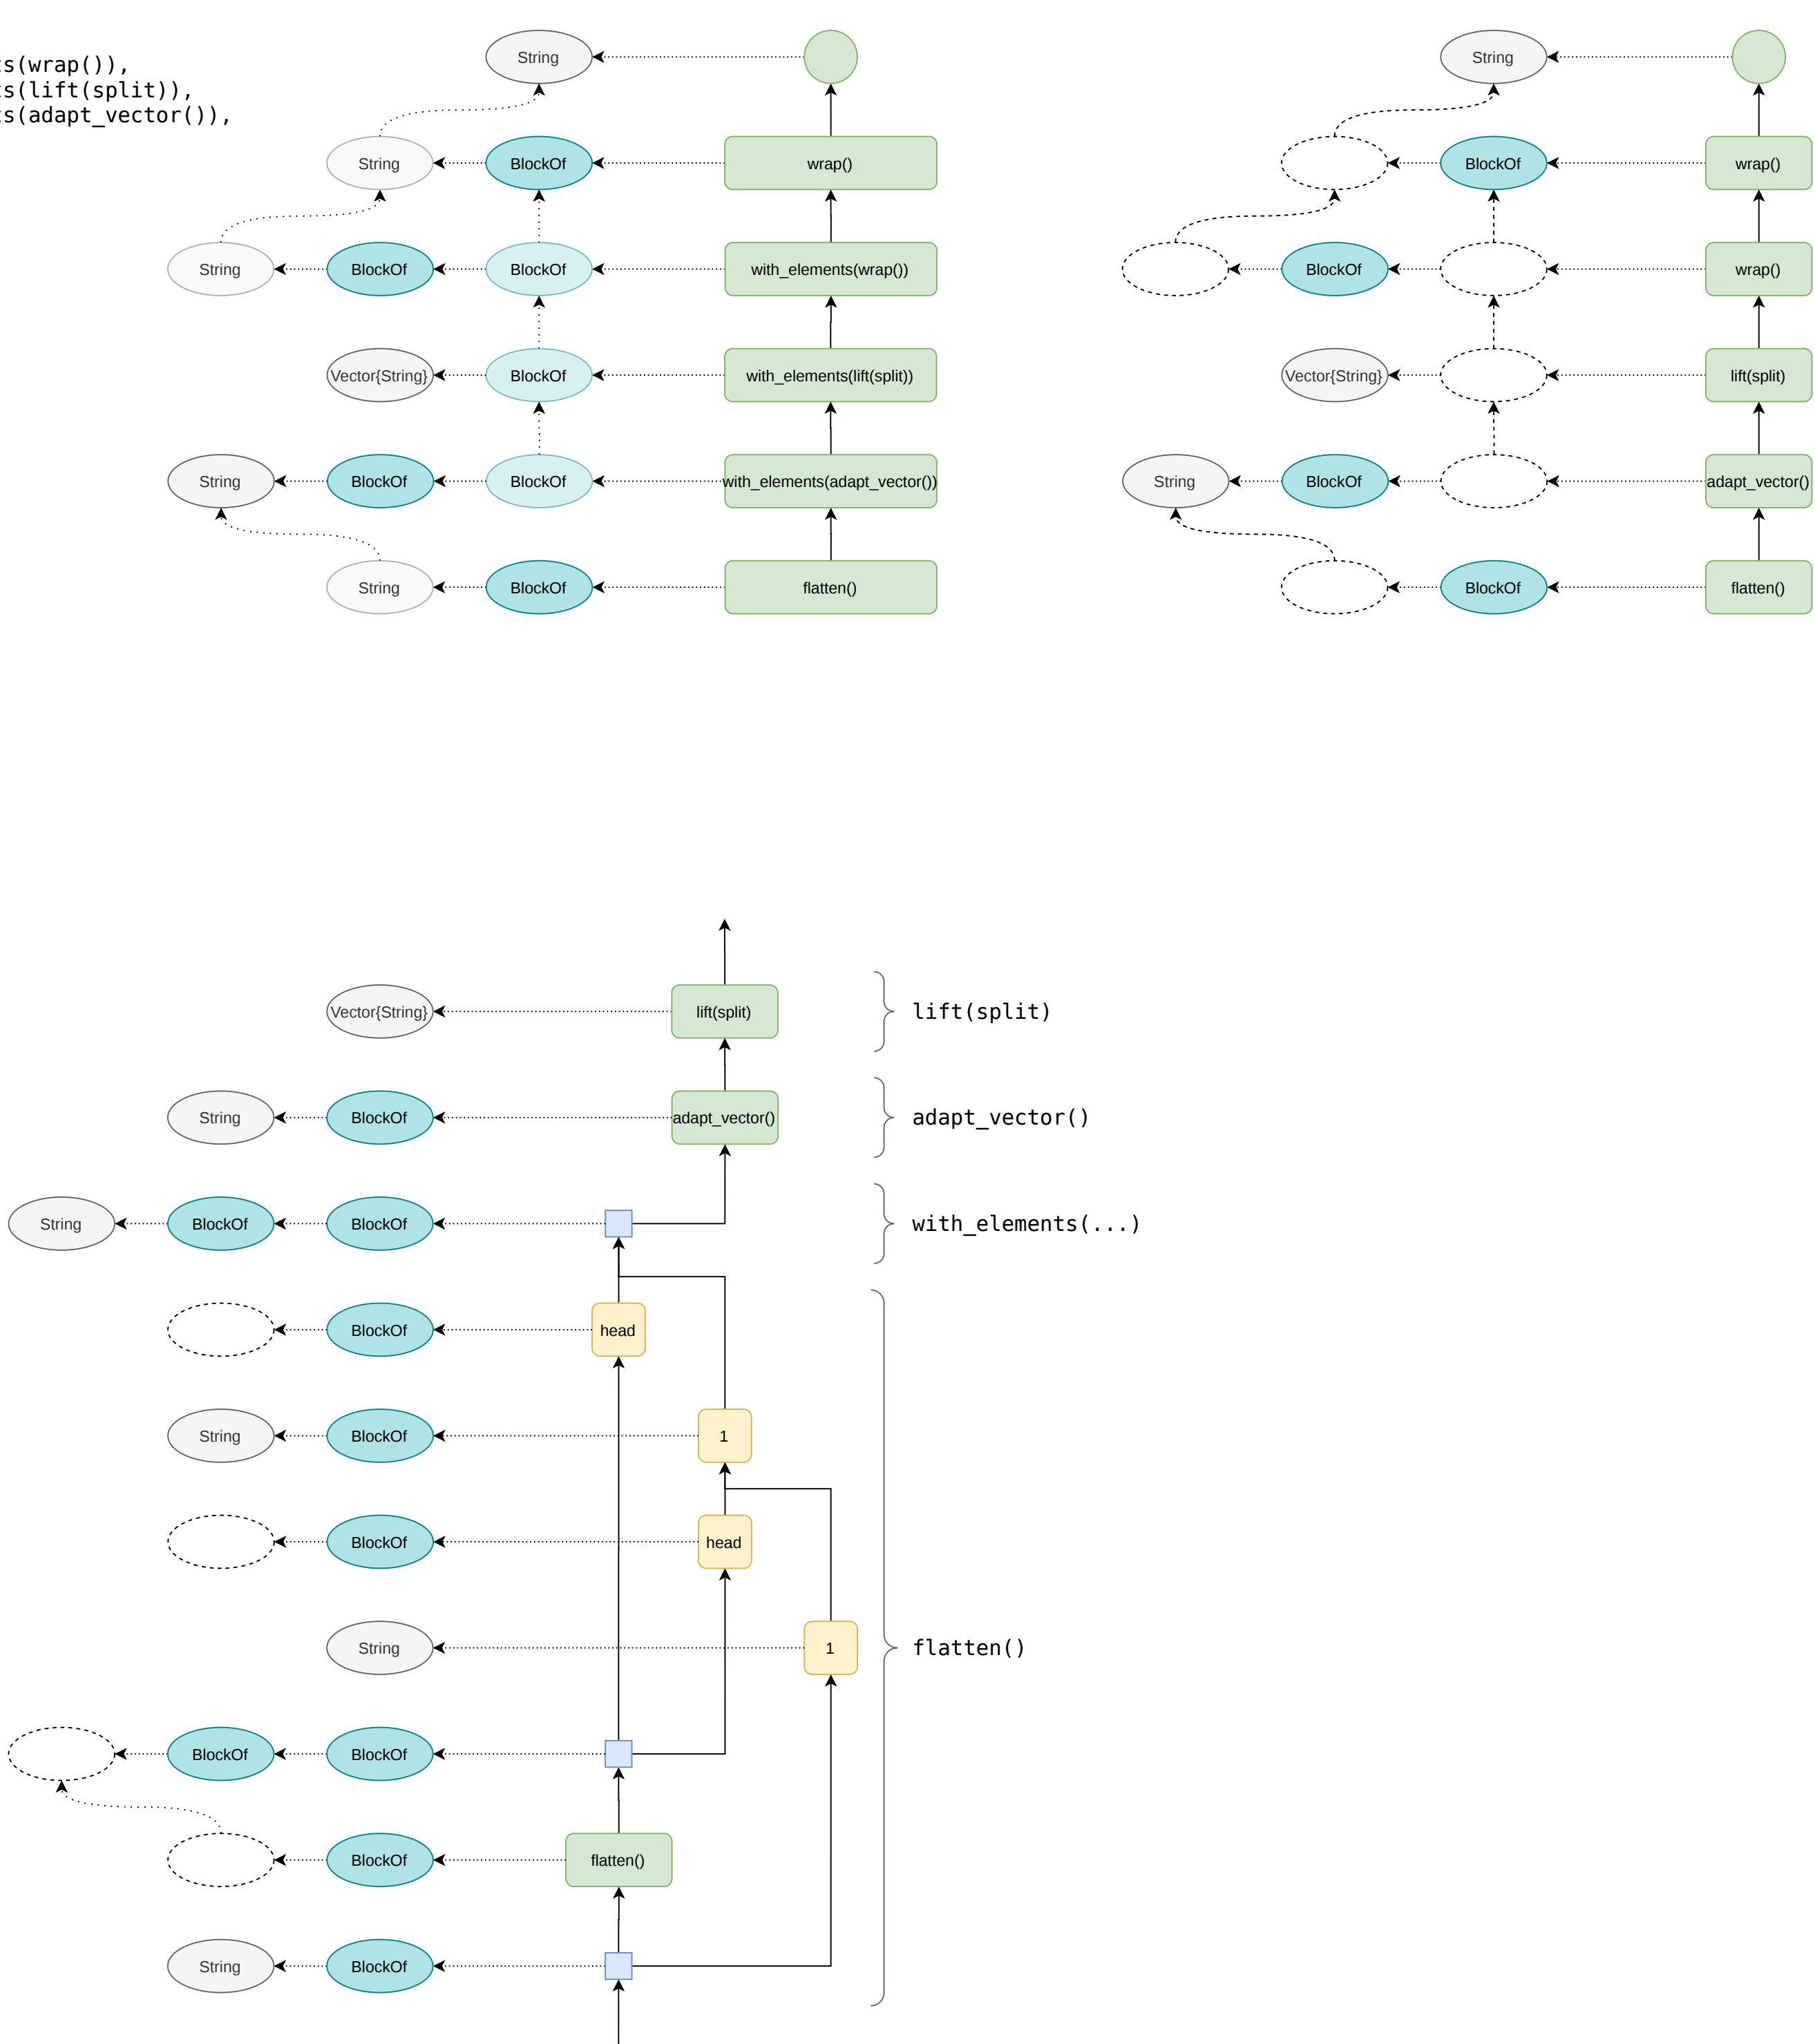 ts(wrap()),
ts(lift(split)),
ts(adapt_vector()),
String
String BlockOf wrap()
String BlockOf BlockOf with_elements(wrap())
Vector{String} BlockOf with_elements(lift(split))
String BlockOf BlockOf with_elements(adapt_vector())
String BlockOf flatten()
String
BlockOf wrap()
BlockOf wrap()
Vector{String} lift(split)
String BlockOf adapt_vector()
BlockOf flatten()
Vector{String} lift(split) lift(split)
String BlockOf adapt_vector() adapt_vector()
String BlockOf BlockOf with_elements(...)
BlockOf head
String BlockOf 1
BlockOf head
String 1 flatten()
BlockOf BlockOf
BlockOf flatten()
String BlockOf